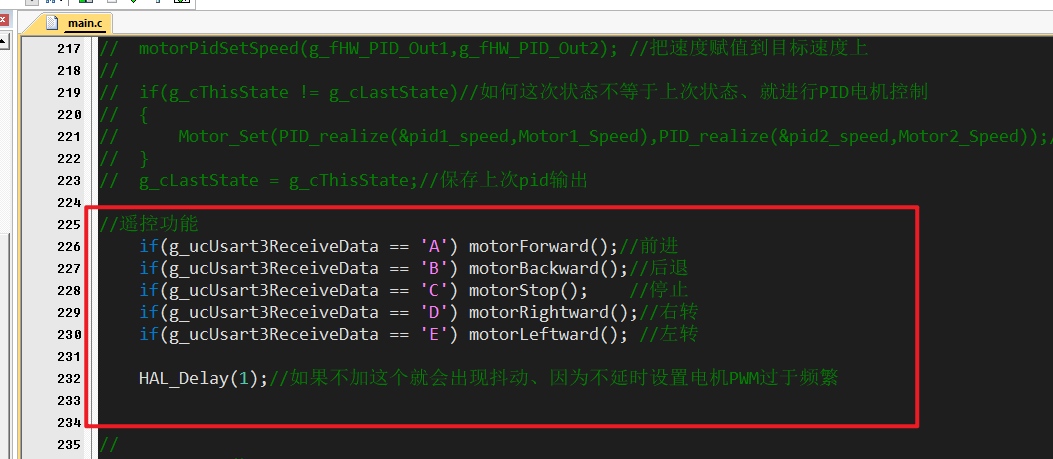 main.c
217 // motorPidSetSpeed(g_fHW_PID_Out1,g_fHW_PID_Out2); //把速度赋值到目标速度上
218 //
219 // if(g_cThisState != g_cLastState)//如何这次状态不等于上次状态、就进行PID电机控制
220 // {
221 // Motor_Set(PID_realize(&pid1_speed,Motor1_Speed),PID_realize(&pid2_speed,Motor2_Speed));/
222 // }
223 // g_cLastState = g_cThisState;//保存上次pid输出
224
225 //遥控功能
226 if(g_ucUsart3ReceiveData == 'A') motorForward();//前进
227 if(g_ucUsart3ReceiveData == 'B') motorBackward();//后退
228 if(g_ucUsart3ReceiveData == 'C') motorStop(); //停止
229 if(g_ucUsart3ReceiveData == 'D') motorRightward();//右转
230 if(g_ucUsart3ReceiveData == 'E') motorLeftward(); //左转
231
232 HAL_Delay(1);//如果不加这个就会出现抖动、因为不延时设置电机PWM过于频繁
233
234
235 //